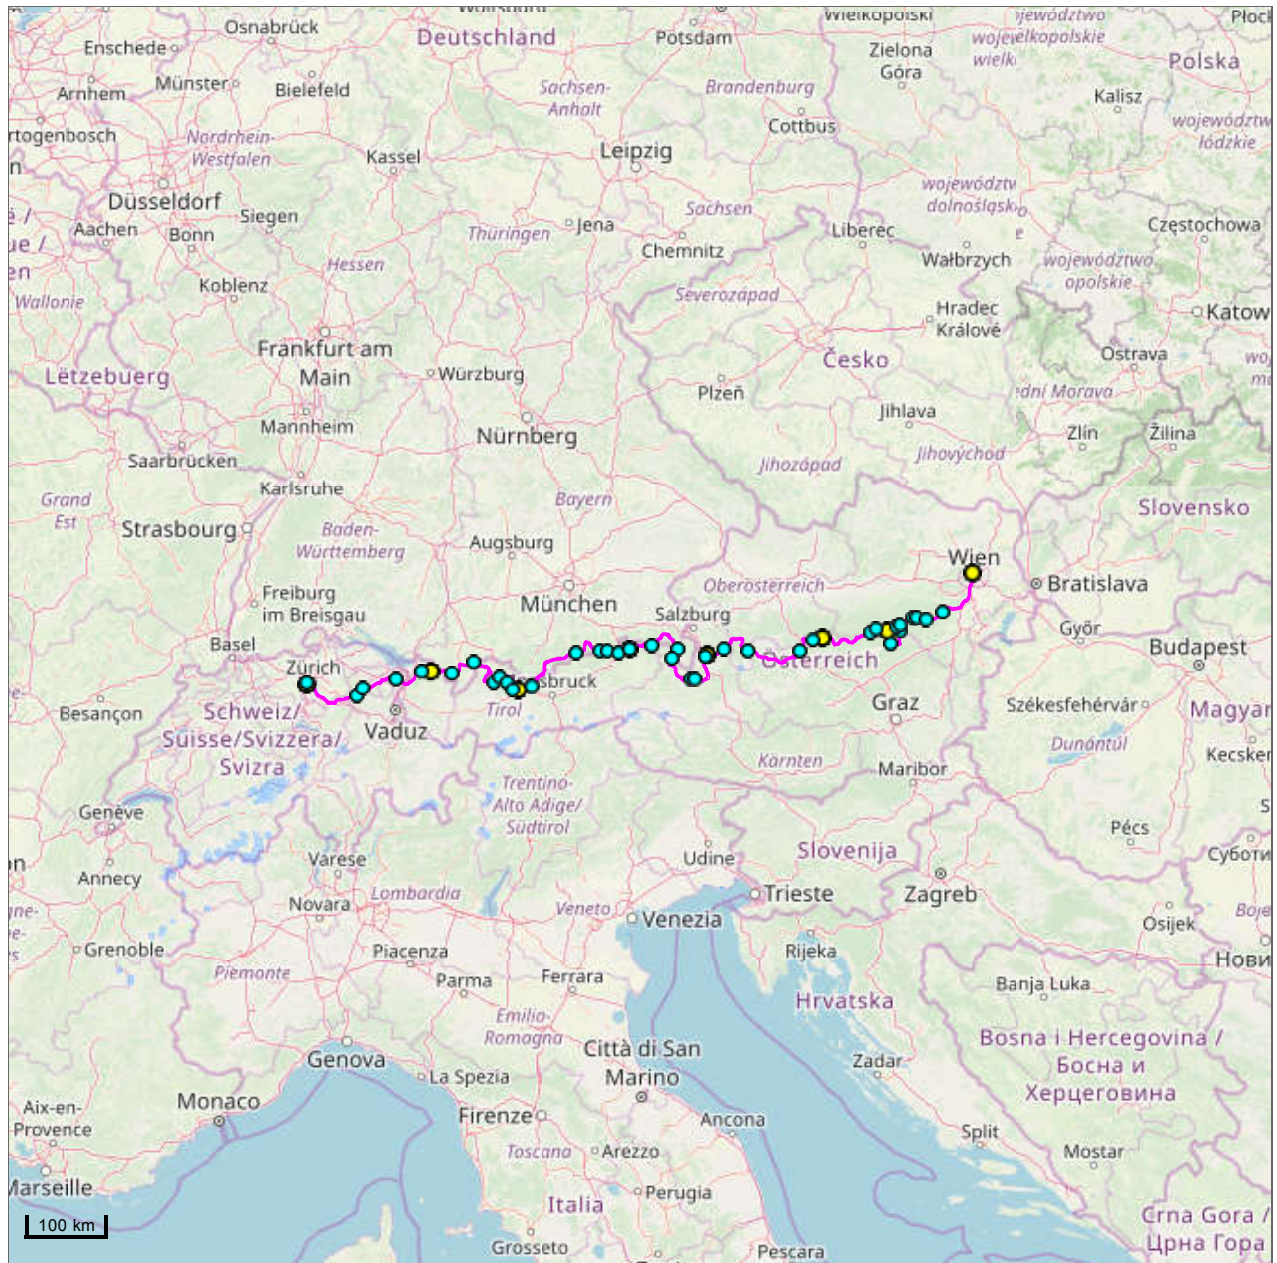 Deutschland
Osnabrück
Enschede
Potsdam
Zielona
Góra
Polska
Arnhem
Münster
Bielefeld
Sachsen-
Anhalt
Brandenburg
Cottbus
Kalisz
rtogenbosch
Nordrhein-
Westfalen
Kassel
Leipzig
łódzkie
Düsseldorf
Siegen
Aachen
Bonn
Jena
Thüringen
Sachsen
Chemnitz
Liberec
Częstochowa
Wałbrzych
województwo
opolskie
Hessen
Koblenz
Wallonie
Severozápad
Hradec
Králové
Katow
Frankfurt am
Main
Lëtzebuerg
Würzburg
Česko
Ostrava
Plzeň
Mannheim
Nürnberg
Jihlava
Zlín
Žilina
Saarbrücken
Jihozápad
Jihovýchod
Karlsruhe
Grand
Est
Strasbourg
Bayern
Slovensko
Baden-
Württemberg
Augsburg
Wien
Bratislava
Freiburg
im Breisgau
München
Oberösterreich
Salzburg
Győr
Budapest
Basel
Zürich
Österreich
Besançon
Schweiz/
Suisse/Svizzera/
Svizra
Vaduz
Tirol
Graz
Székesfehérvár
Magyar
Dunántúl
Kecsker
Kärnten
Maribor
Trentino-
Alto Adige/
Südtirol
Genève
Pécs
Varese
Udine
Slovenija
Суботи
Annecy
Novara
Lombardia
Veneto
Venezia
Trieste
Zagreb
Osijek
Grenoble
Piemonte
Piacenza
Parma
Ferrara
Rijeka
Нови
Banja Luka
Hrvatska
Emilia-
Romagna
Genova
La Spezia
Città di San
Marino
Zadar
Bosna i Hercegovina /
Босна и
Херцеговина
Aix-en-
Provence
Monaco
Firenze
Ancona
Toscana
Arezzo
Split
Mostar
Marseille
Perugia
Italia
100 km
Grosseto
Pescara
Crna Gora /
Црна Гора